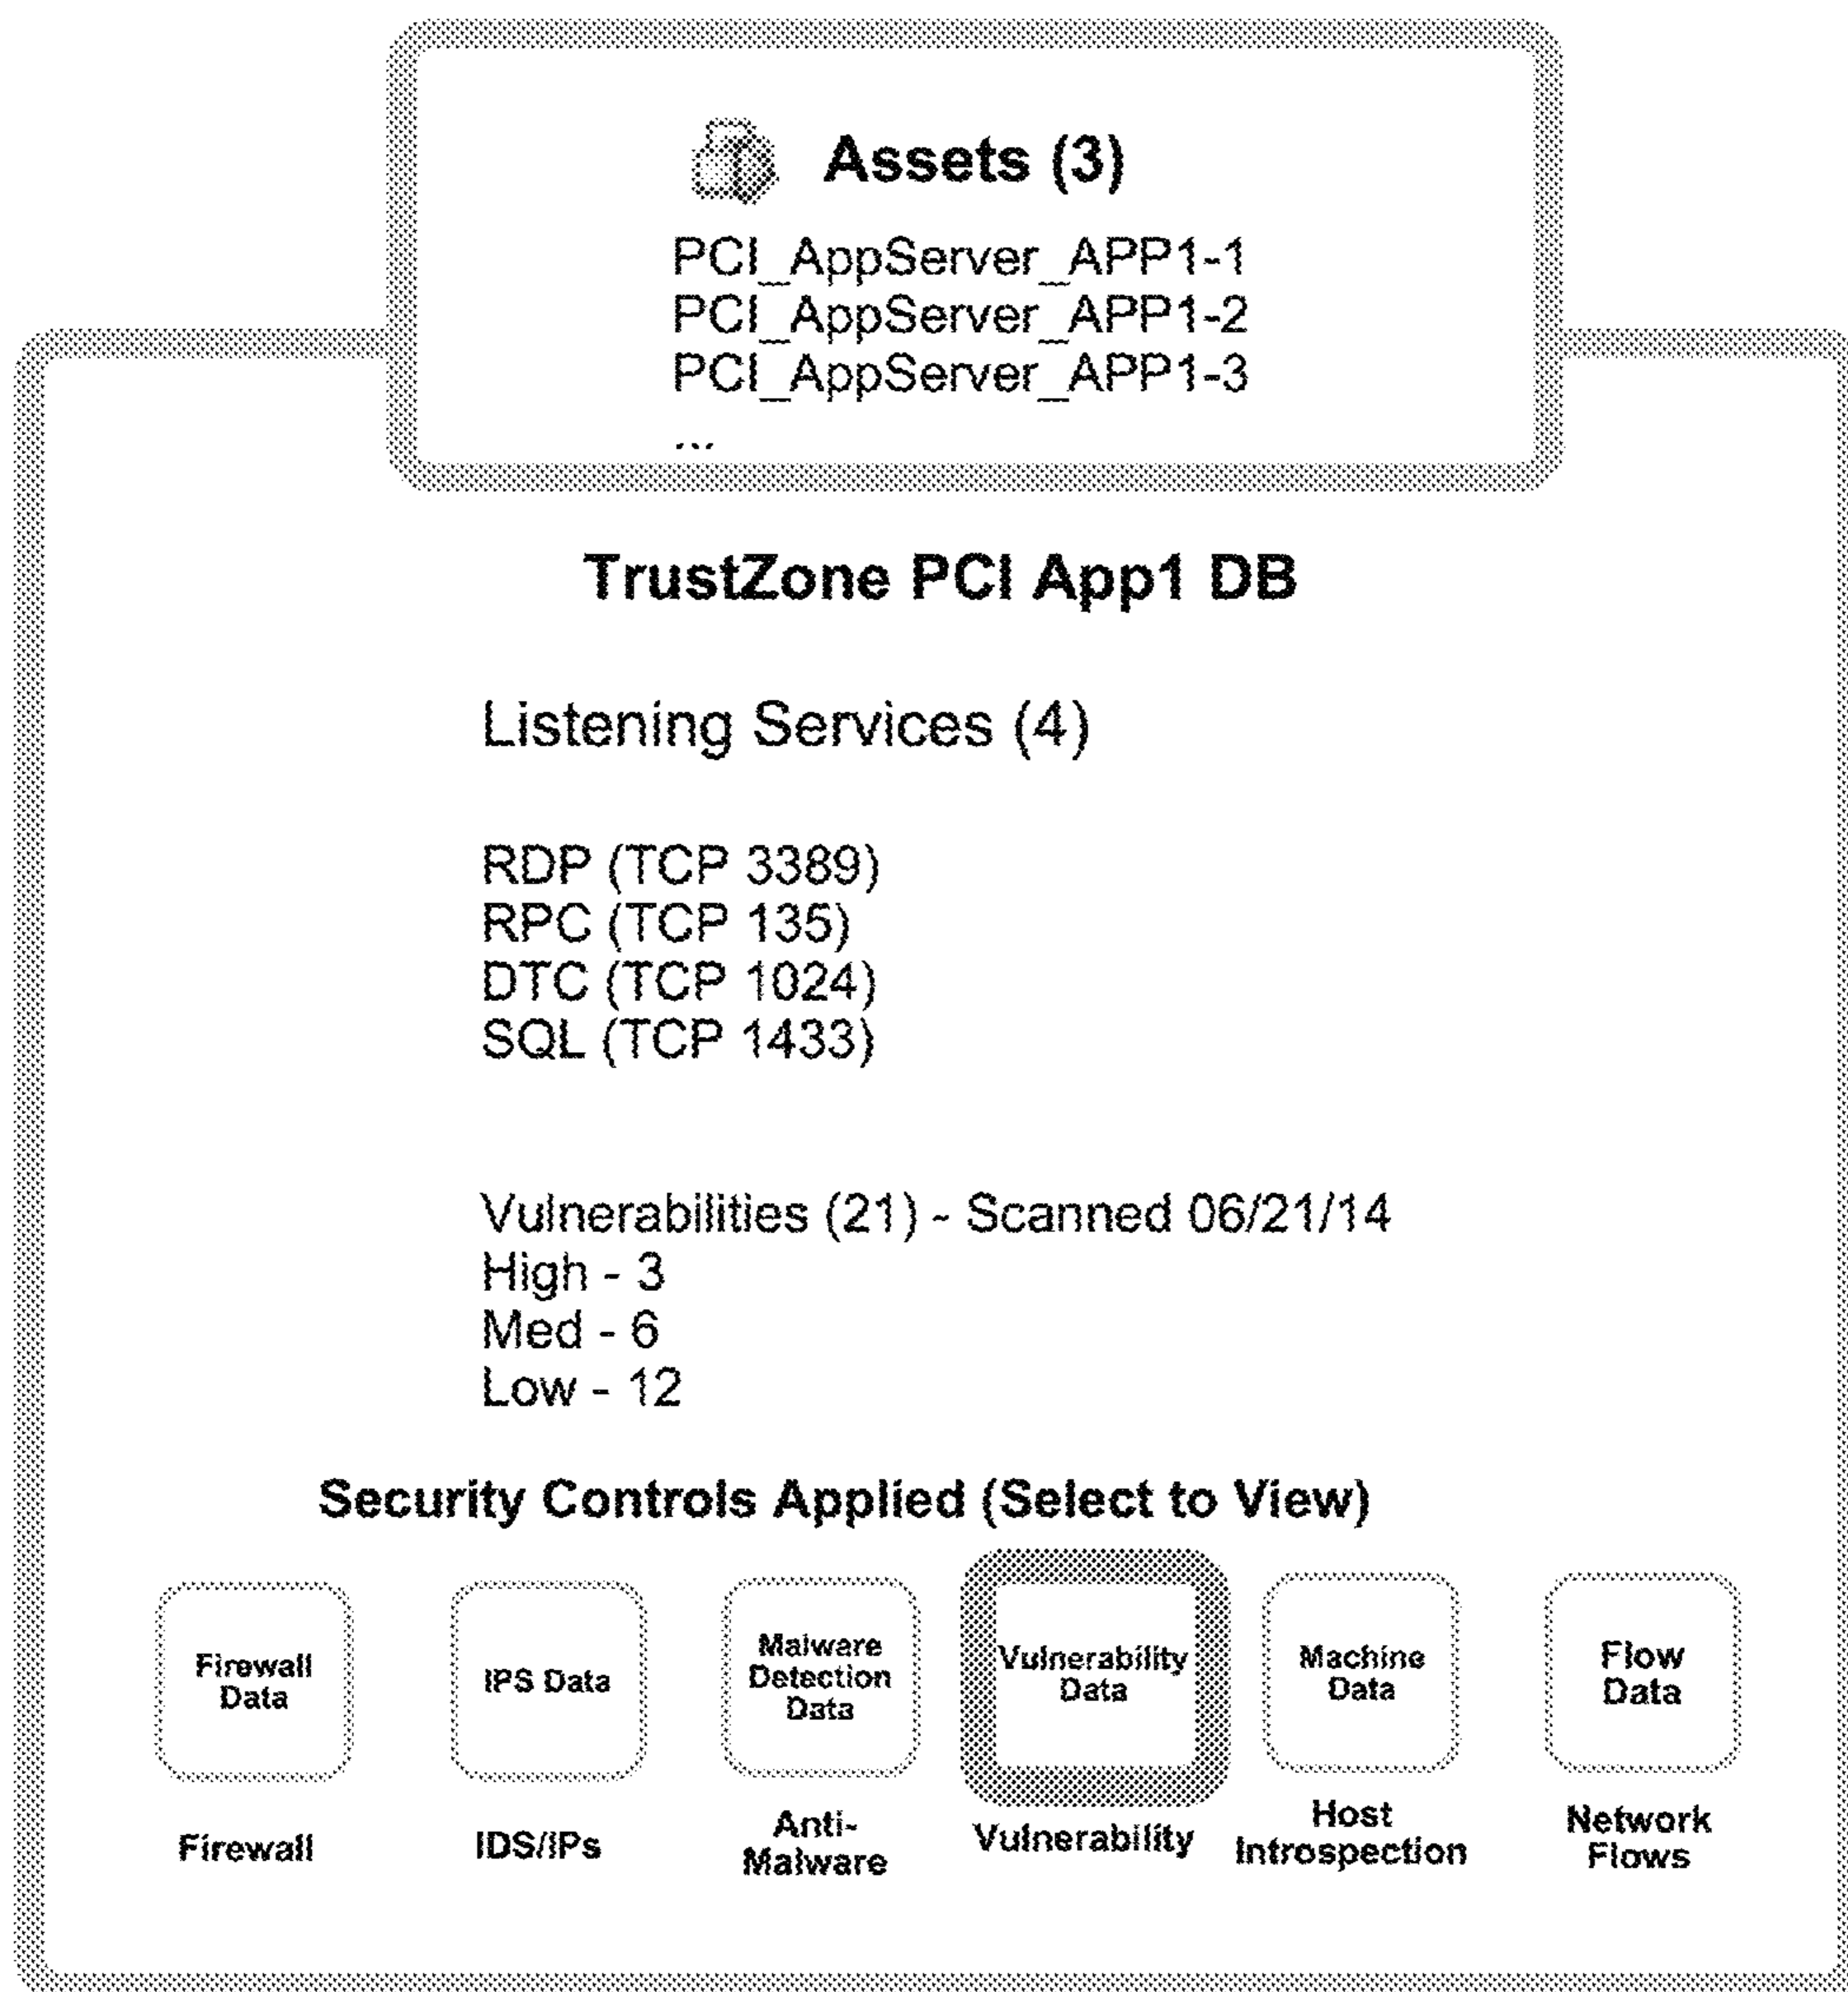 Assets (3)
PCI_AppServer_APP1-1
PCI_AppServer_APP1-2
PCI_AppServer_APP1-3
...
TrustZone PCI App1 DB
Listening Services (4)
RDP (TCP 3389)
RPC (TCP 135)
DTC (TCP 1024)
SQL (TCP 1433)
Vulnerabilities (21) - Scanned 06/21/14
High - 3
Med - 6
Low - 12
Security Controls Applied (Select to View)
Firewall
Data
IPS Data
Malware
Detection
Data
Vulnerability
Data
Machine
Data
Flow
Data
Firewall
IDS/IPs
Anti-
Malware
Vulnerability
Host
Introspection
Network
Flows